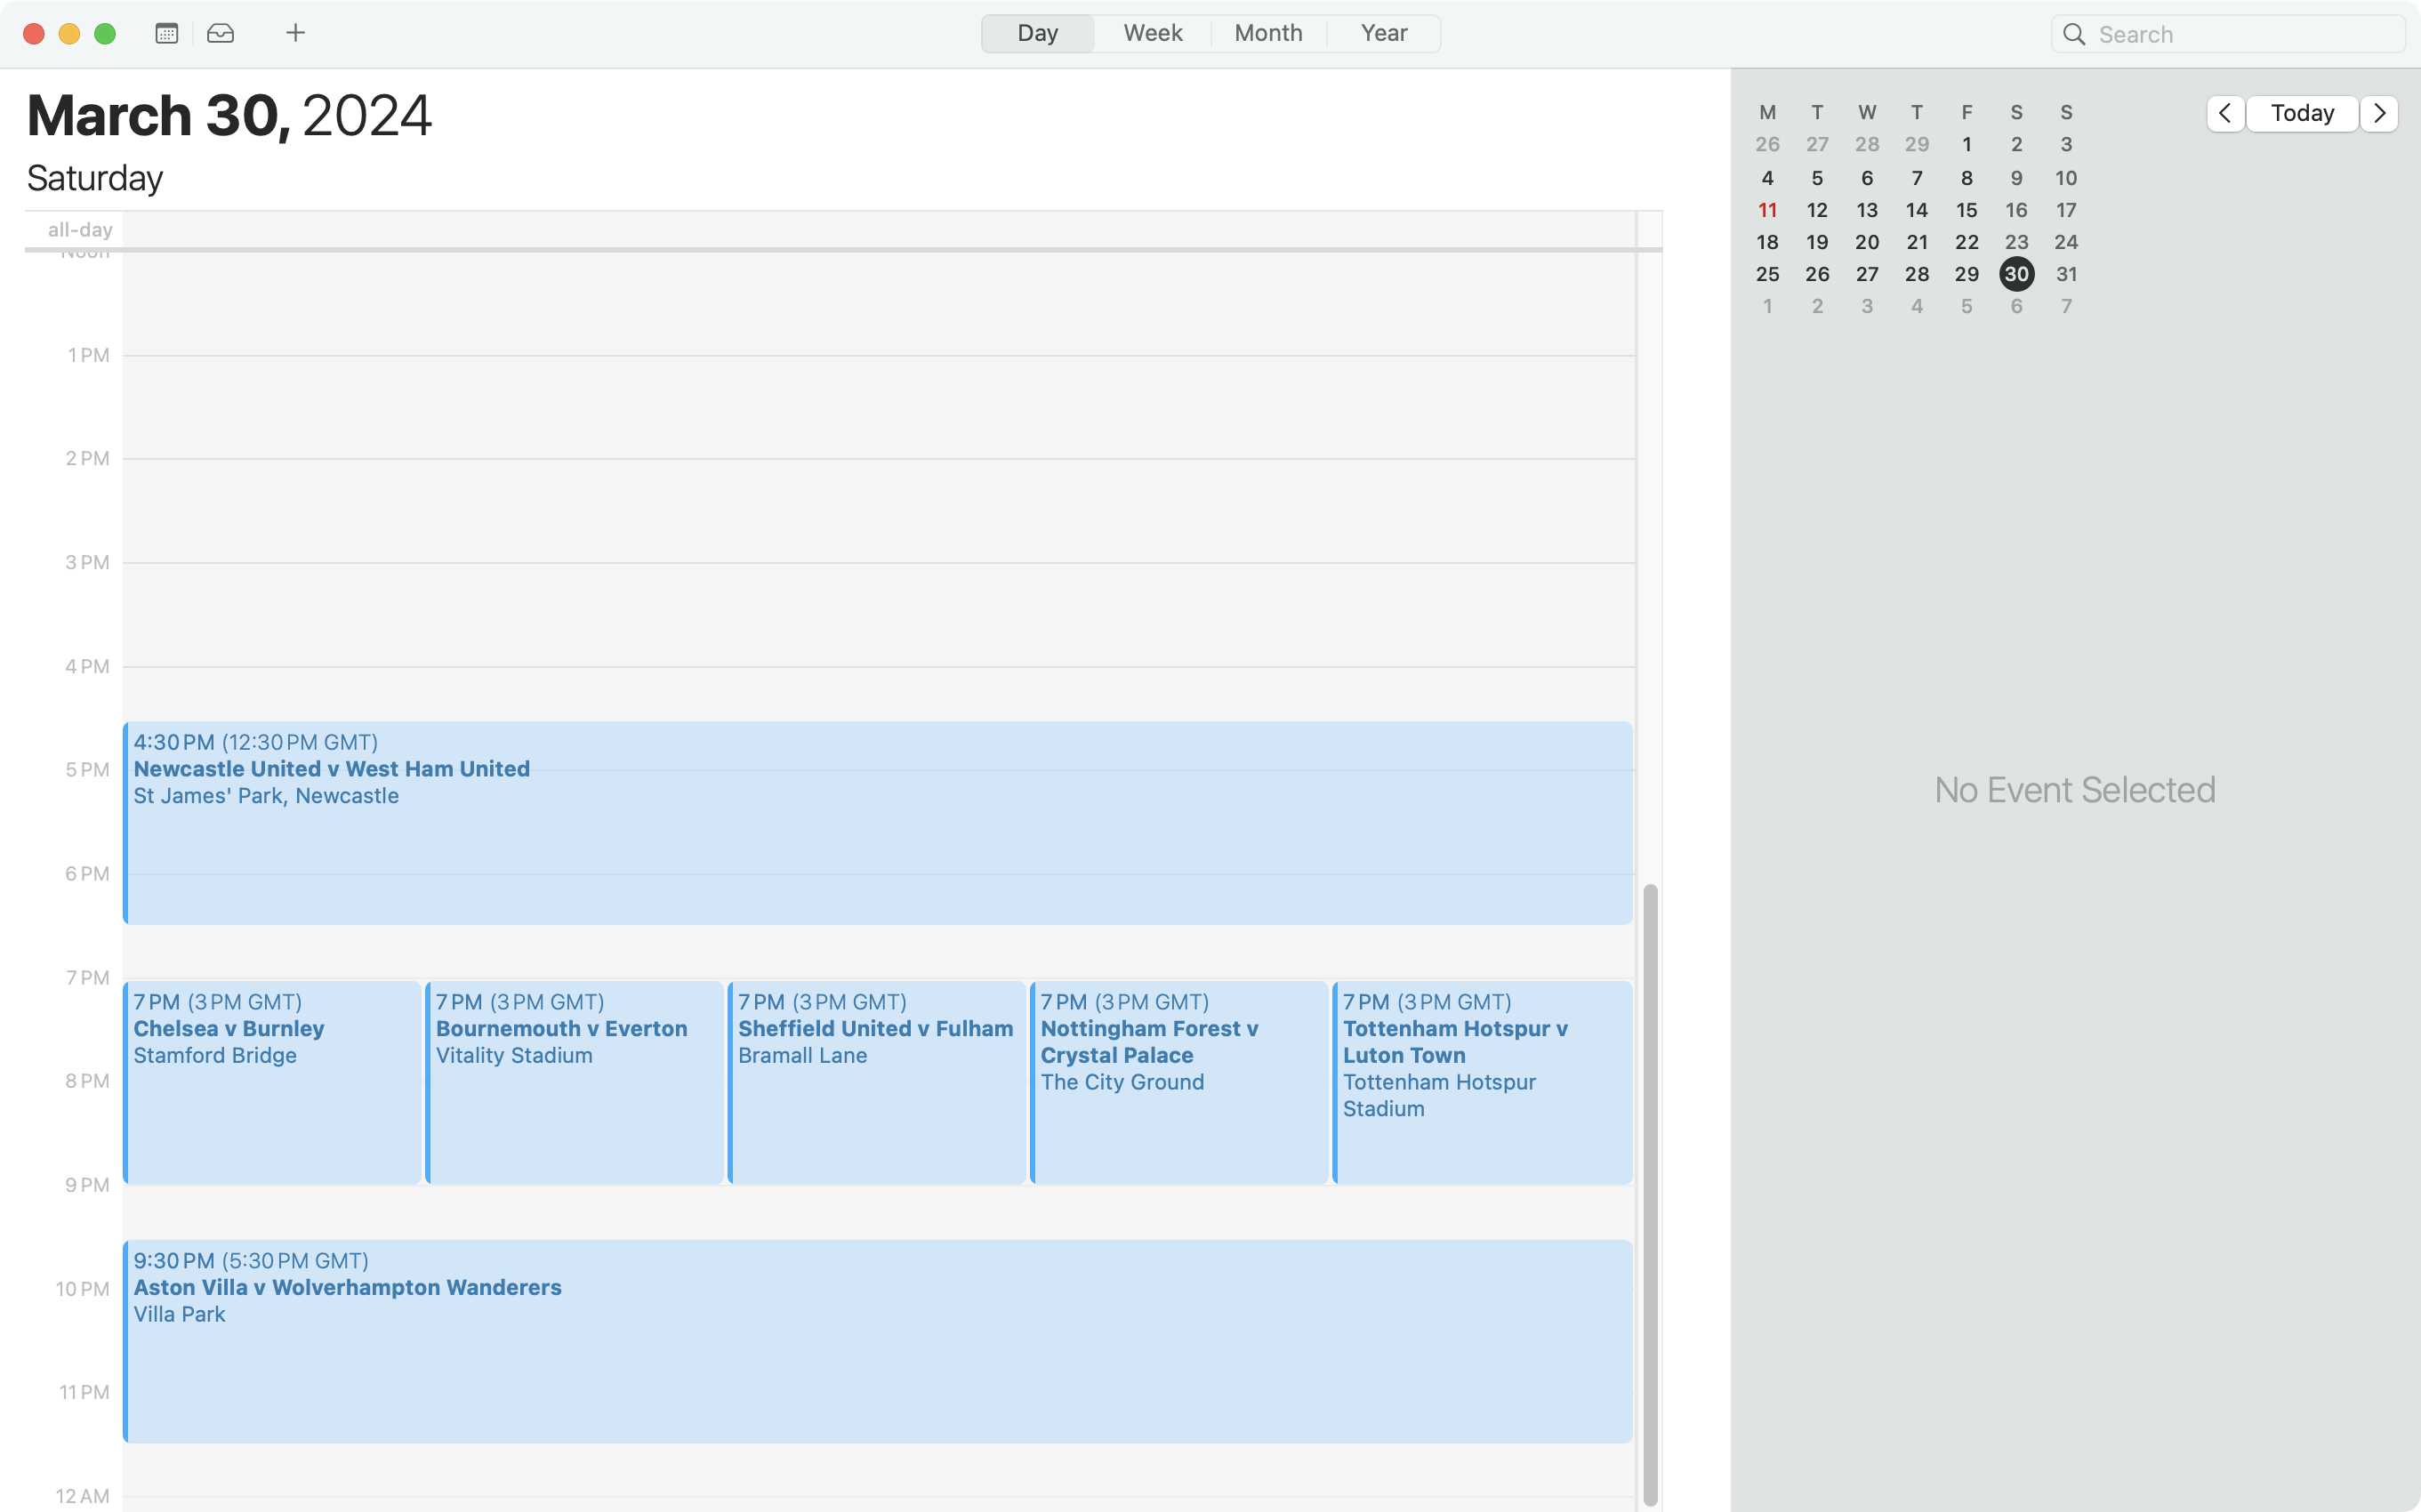 Day Week Month Year
Search
March 30, 2024
Saturday
M T W T F S S
26 27 28 29 1 2 3
4 5 6 7 8 9 10
11 12 13 14 15 16 17
18 19 20 21 22 23 24
25 26 27 28 29 30 31
1 2 3 4 5 6 7
Today
all-day
Noon
1 PM
2 PM
3 PM
4 PM
4:30 PM (12:30 PM GMT)
Newcastle United v West Ham United
St James' Park, Newcastle
5 PM
6 PM
7 PM
7 PM (3 PM GMT)
Chelsea v Burnley
Stamford Bridge
7 PM (3 PM GMT)
Bournemouth v Everton
Vitality Stadium
7 PM (3 PM GMT)
Sheffield United v Fulham
Bramall Lane
7 PM (3 PM GMT)
Nottingham Forest v
Crystal Palace
The City Ground
7 PM (3 PM GMT)
Tottenham Hotspur v
Luton Town
Tottenham Hotspur
Stadium
8 PM
9 PM
9:30 PM (5:30 PM GMT)
Aston Villa v Wolverhampton Wanderers
Villa Park
10 PM
11 PM
12 AM
No Event Selected